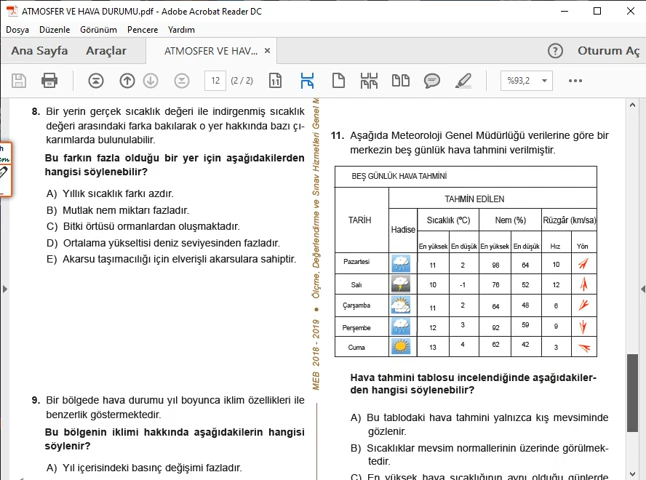 ATMOSFER VE HAVA DURUMU.pdf - Adobe Acrobat Reader DC
Dosya Düzenle Görünüm Pencere Yardım
Ana Sayfa Araçlar ATMOSFER VE HAV... × Oturum Aç
12 (2 / 2) %93,2
8. Bir yerin gerçek sıcaklık değeri ile indirgenmiş sıcaklık
değeri arasındaki farka bakılarak o yer hakkında bazı çı-
karımlarda bulunulabilir.
Bu farkın fazla olduğu bir yer için aşağıdakilerden
hangisi söylenebilir?
A) Yıllık sıcaklık farkı azdır.
B) Mutlak nem miktarı fazladır.
C) Bitki örtüsü ormanlardan oluşmaktadır.
D) Ortalama yükseltisi deniz seviyesinden fazladır.
E) Akarsu taşımacılığı için elverişli akarsulara sahiptir.
9. Bir bölgede hava durumu yıl boyunca iklim özellikleri ile
benzerlik göstermektedir.
Bu bölgenin iklimi hakkında aşağıdakilerin hangisi
söylenir?
A) Yıl içerisindeki basınç değişimi fazladır.
MEB 2018 - 2019 ● Ölçme, Değerlendirme ve Sınav Hizmetleri Genel M
11. Aşağıda Meteoroloji Genel Müdürlüğü verilerine göre bir
merkezin beş günlük hava tahmini verilmiştir.
BEŞ GÜNLÜK HAVA TAHMİNİ
TARİH TAHMİN EDİLEN
Hadise Sıcaklık (°C) Nem (%) Rüzgâr (km/sa)
En yüksek En düşük En yüksek En düşük Hız Yön
Pazartesi 11 2 98 64 10
Salı 10 -1 76 52 12
Çarşamba 11 2 64 48 6
Perşembe 12 3 92 59 9
Cuma 13 4 62 42 3
Hava tahmini tablosu incelendiğinde aşağıdakiler-
den hangisi söylenebilir?
A) Bu tablodaki hava tahmini yalnızca kış mevsiminde
gözlenir.
B) Sıcaklıklar mevsim normallerinin üzerinde görülmek-
tedir.
C) En yüksek hava sıcaklığının aynı olduğu günlerde